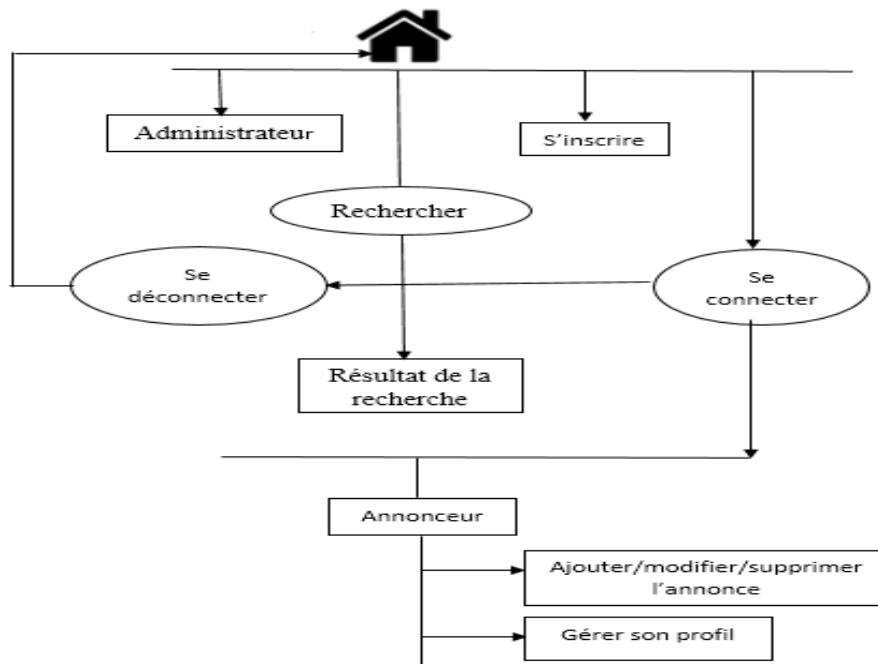 Administrateur
S'inscrire
Rechercher
Se
déconnecter
Se
connecter
Résultat de la
recherche
Annonceur
Ajouter/modifier/supprimer
l'annonce
Gérer son profil